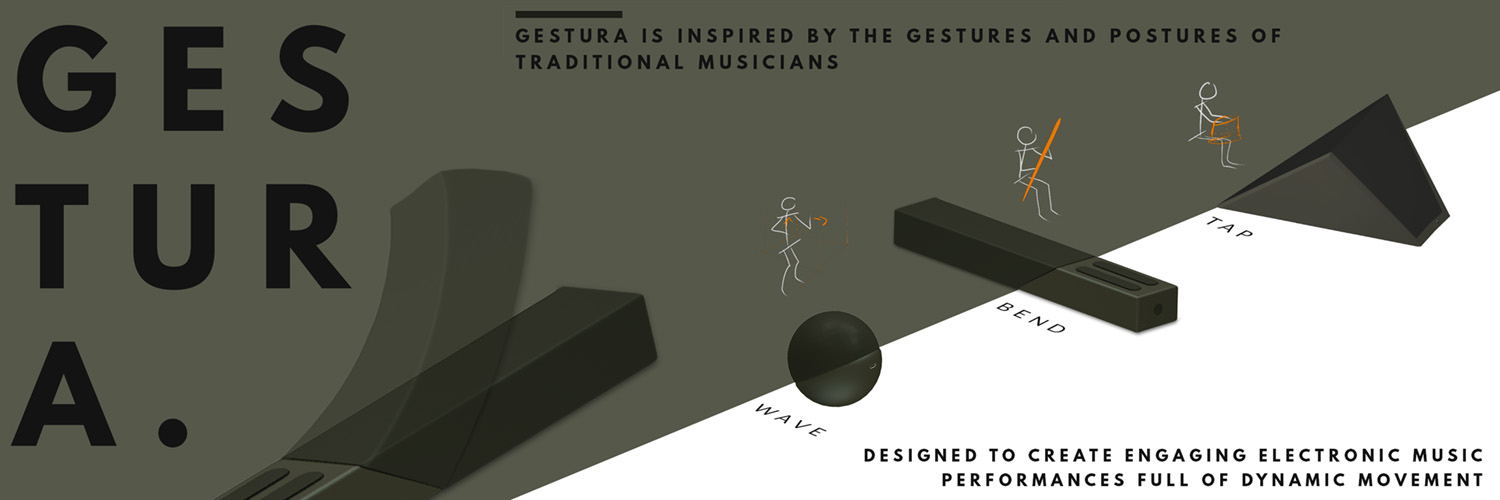 GES
TUR
A.
GESTURA IS INSPIRED BY THE GESTURES AND POSTURES OF
TRADITIONAL MUSICIANS
WAVE
BEND
TAP
DESIGNED TO CREATE ENGAGING ELECTRONIC MUSIC
PERFORMANCES FULL OF DYNAMIC MOVEMENT